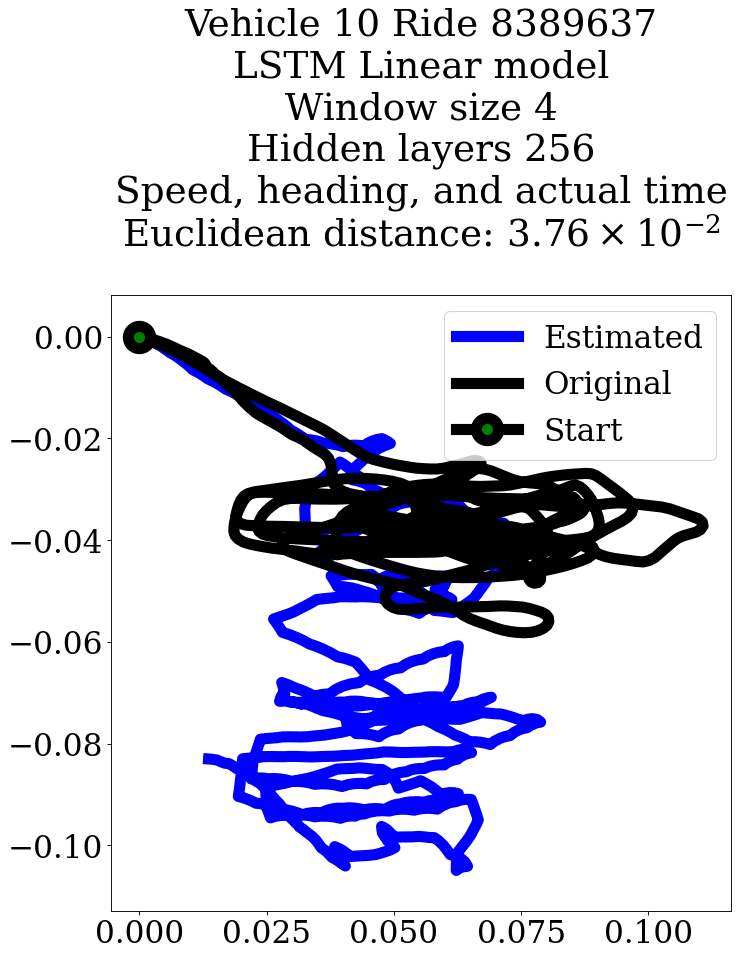 Vehicle 10 Ride 8389637
LSTM Linear model
Window size 4
Hidden layers 256
Speed, heading, and actual time
Euclidean distance: 3.76 × 10⁻²
Estimated
Original
Start
0.00
−0.02
−0.04
−0.06
−0.08
−0.10
0.000 0.025 0.050 0.075 0.100